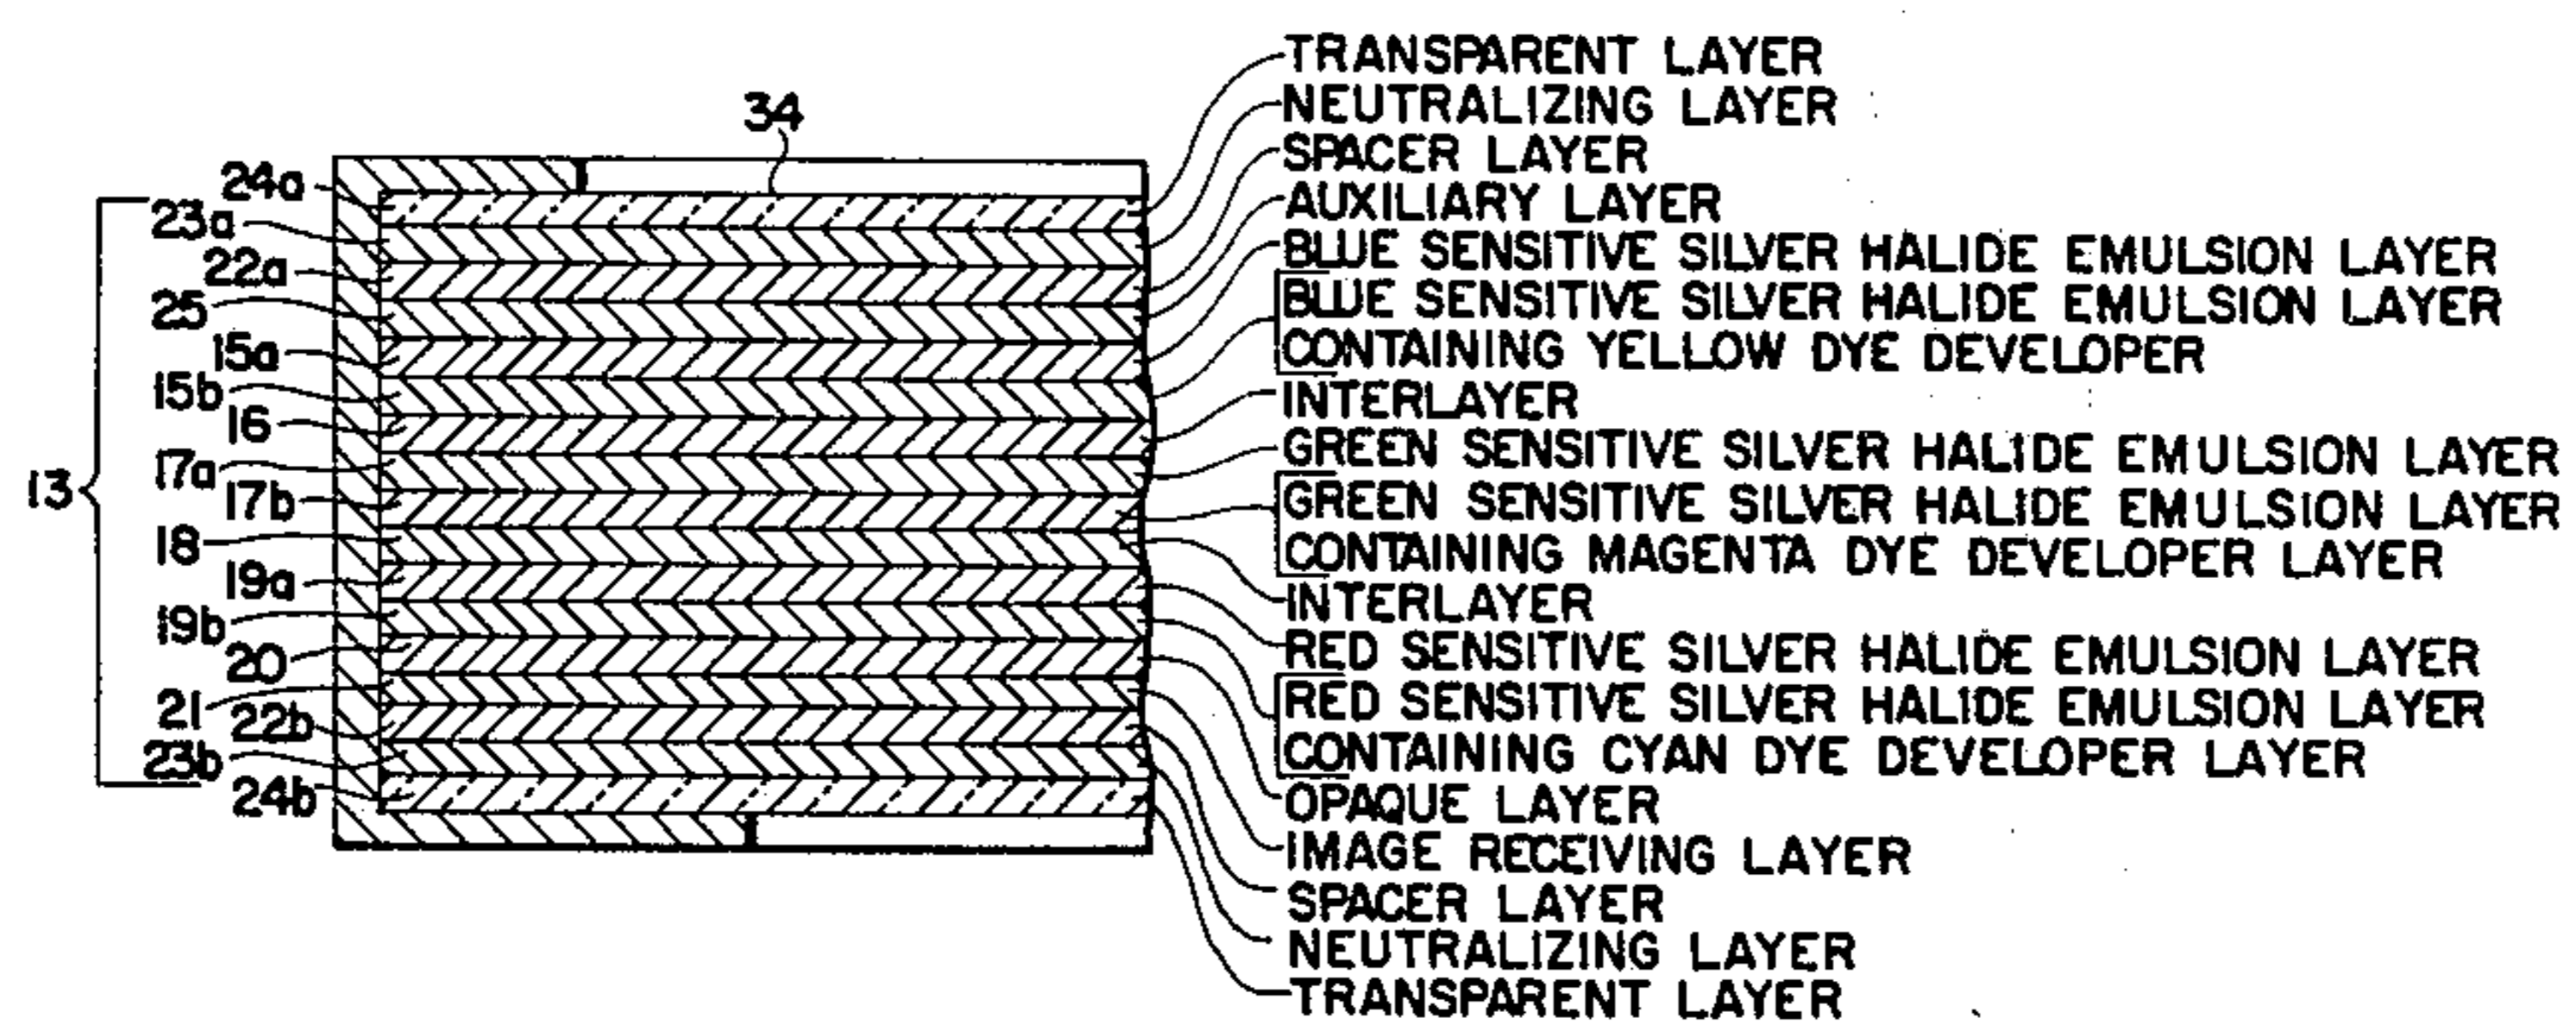 34
24a
23a
22a
25
15a
15b
16
17a
17b
18
19a
19b
20
21
22b
23b
24b
13
TRANSPARENT LAYER
NEUTRALIZING LAYER
SPACER LAYER
AUXILIARY LAYER
BLUE SENSITIVE SILVER HALIDE EMULSION LAYER
BLUE SENSITIVE SILVER HALIDE EMULSION LAYER
CONTAINING YELLOW DYE DEVELOPER
INTERLAYER
GREEN SENSITIVE SILVER HALIDE EMULSION LAYER
GREEN SENSITIVE SILVER HALIDE EMULSION LAYER
CONTAINING MAGENTA DYE DEVELOPER LAYER
INTERLAYER
RED SENSITIVE SILVER HALIDE EMULSION LAYER
RED SENSITIVE SILVER HALIDE EMULSION LAYER
CONTAINING CYAN DYE DEVELOPER LAYER
OPAQUE LAYER
IMAGE RECEIVING LAYER
SPACER LAYER
NEUTRALIZING LAYER
TRANSPARENT LAYER